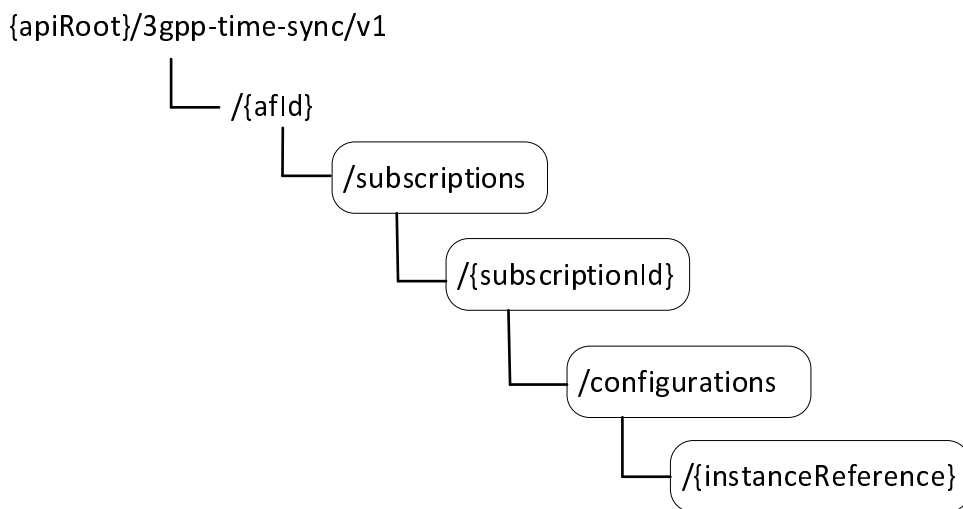 {apiRoot}/3gpp-time-sync/v1
/{afId}
/subscriptions
/{subscriptionId}
/configurations
/{instanceReference}